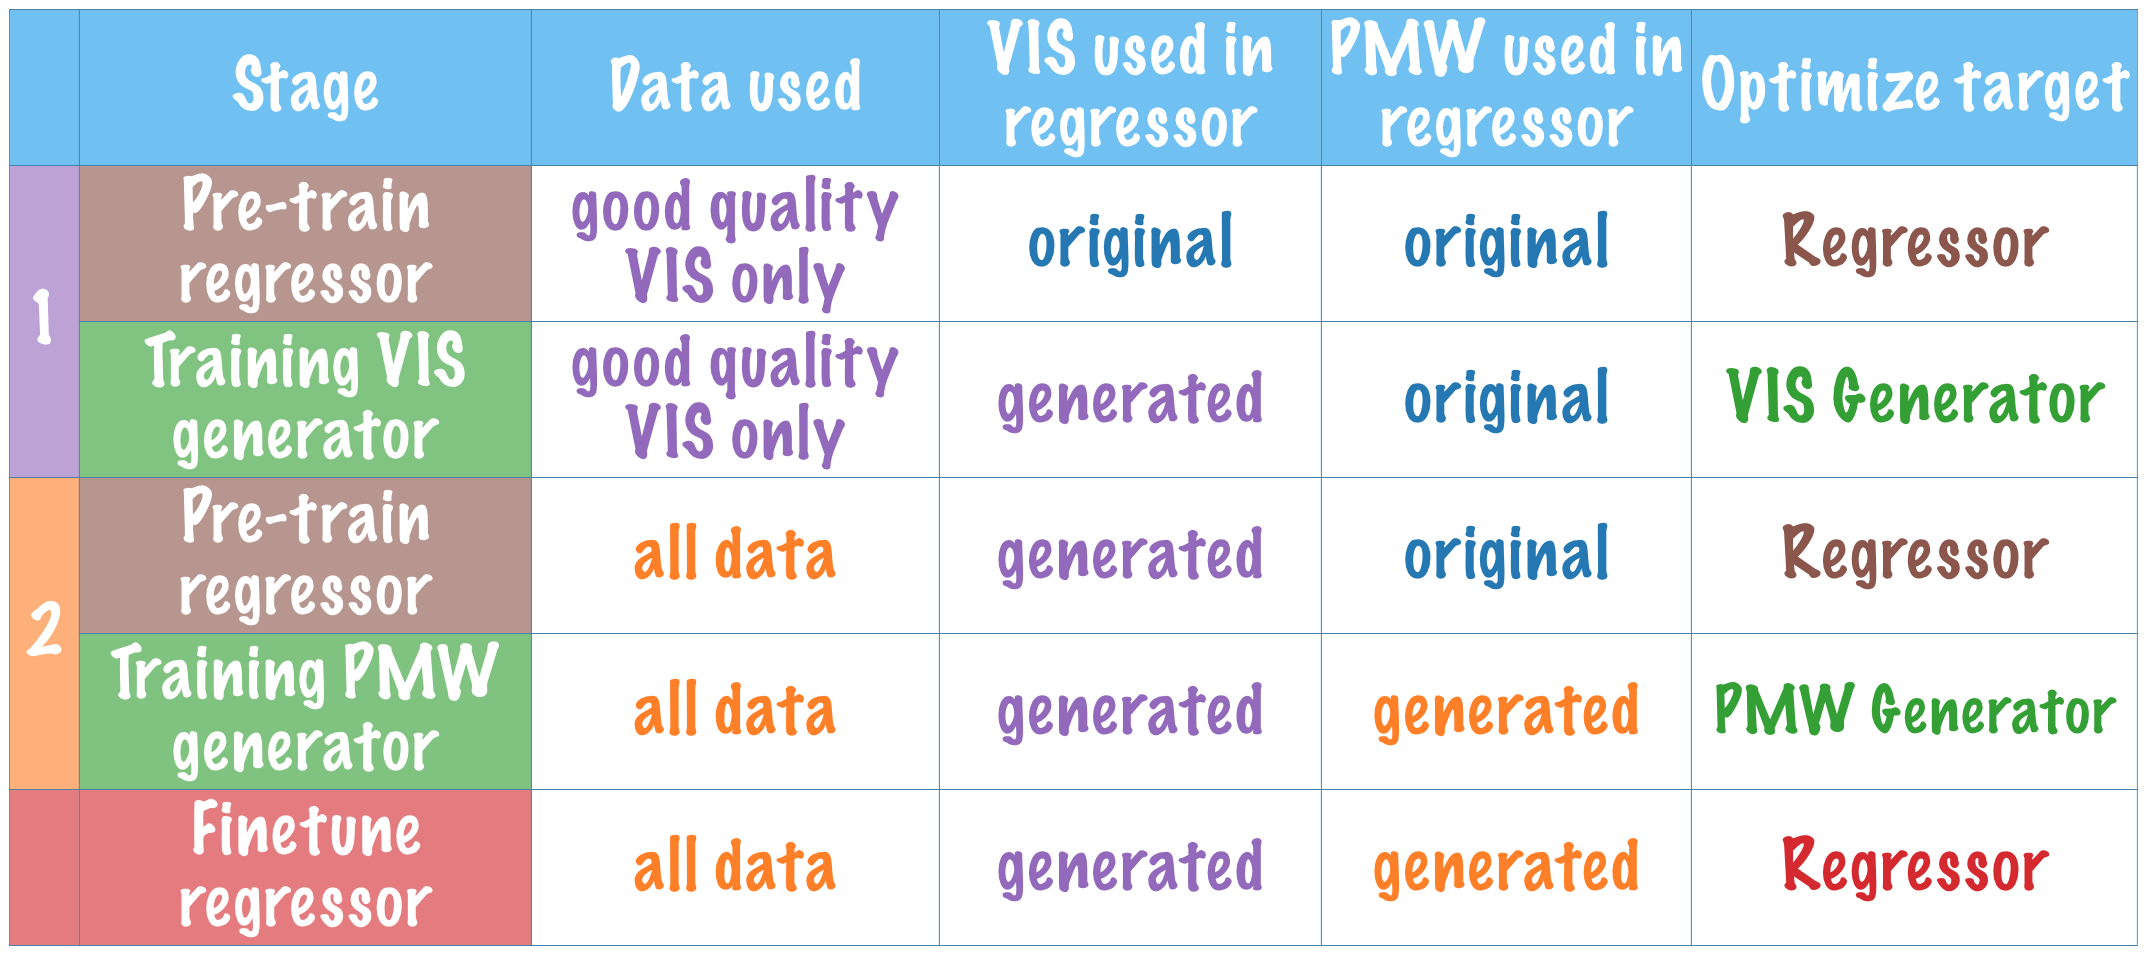 Stage
Data used
VIS used in
regressor
PMW used in
regressor
Optimize target
1
Pre-train
regressor
good quality
VIS only
original
original
Regressor
Training VIS
generator
good quality
VIS only
generated
original
VIS Generator
2
Pre-train
regressor
all data
generated
original
Regressor
Training PMW
generator
all data
generated
generated
PMW Generator
Finetune
regressor
all data
generated
generated
Regressor